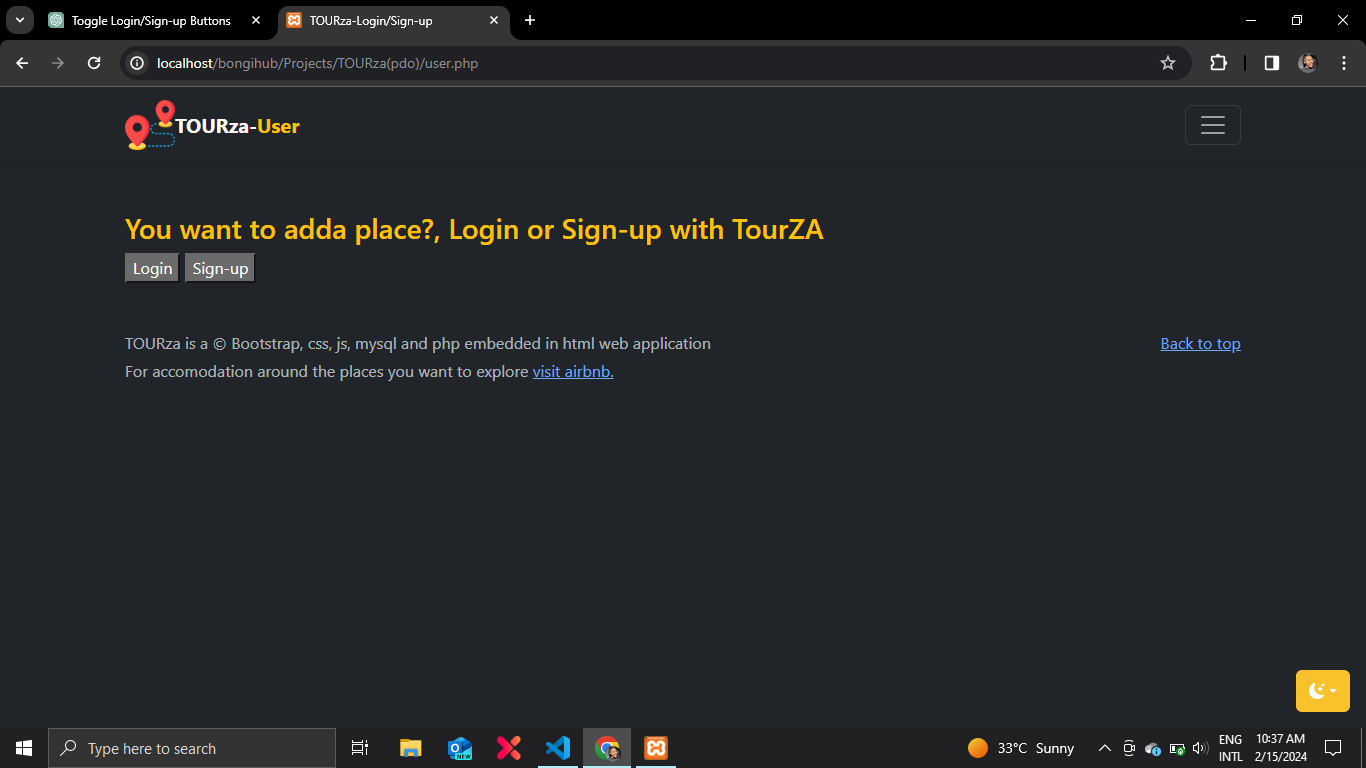 Toggle Login/Sign-up Buttons
TOURza-Login/Sign-up
localhost/bongihub/Projects/TOURza(pdo)/user.php
TOURza-User
You want to adda place?, Login or Sign-up with TourZA
Login Sign-up
TOURza is a © Bootstrap, css, js, mysql and php embedded in html web application
Back to top
For accomodation around the places you want to explore visit airbnb.
Type here to search
NEW
33°C Sunny
ENG
INTL
10:37 AM
2/15/2024